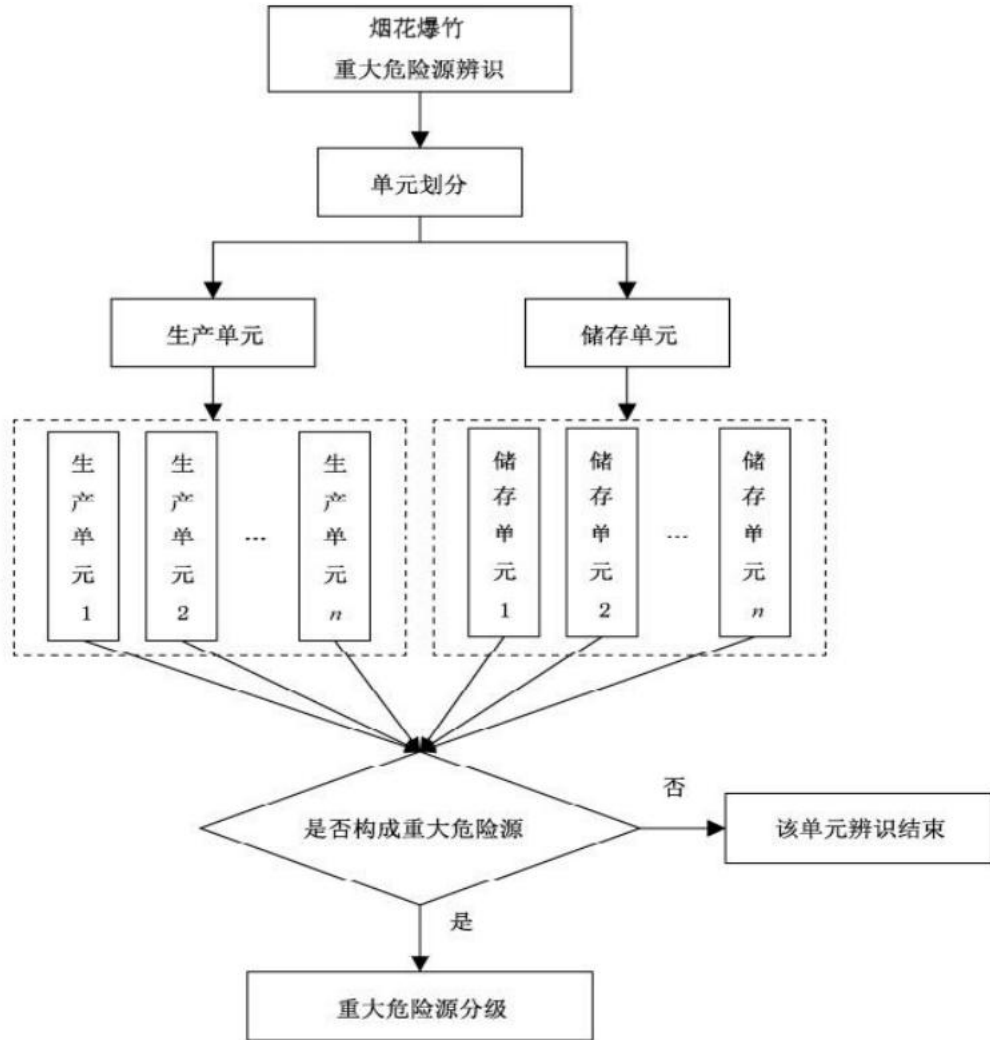 烟花爆竹
重大危险源辨识
单元划分
生产单元
储存单元
生产单元1
生产单元2
…
生产单元n
储存单元1
储存单元2
…
储存单元n
是否构成重大危险源
否
该单元辨识结束
是
重大危险源分级